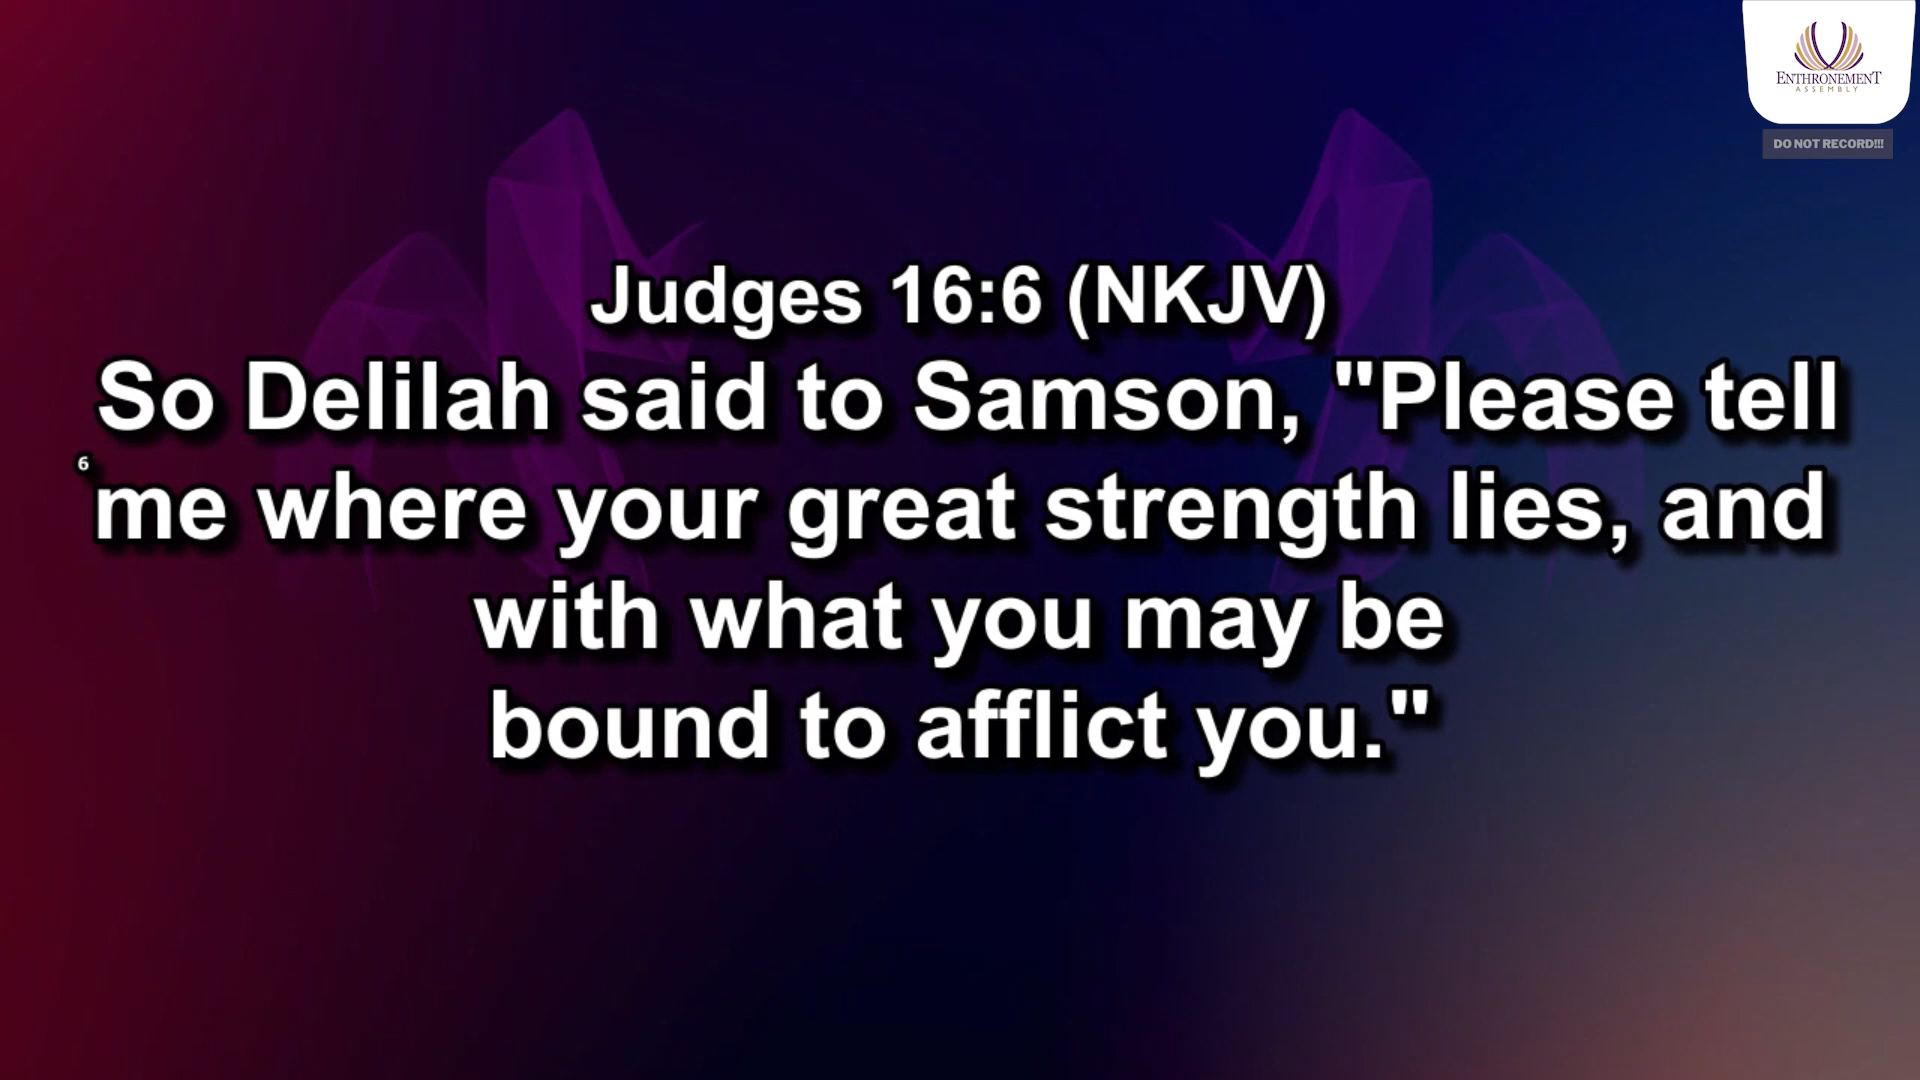 ENTHRONEMENT
ASSEMBLY
DO NOT RECORD!!!
Judges 16:6 (NKJV)
So Delilah said to Samson, "Please tell
6
me where your great strength lies, and
with what you may be
bound to afflict you."